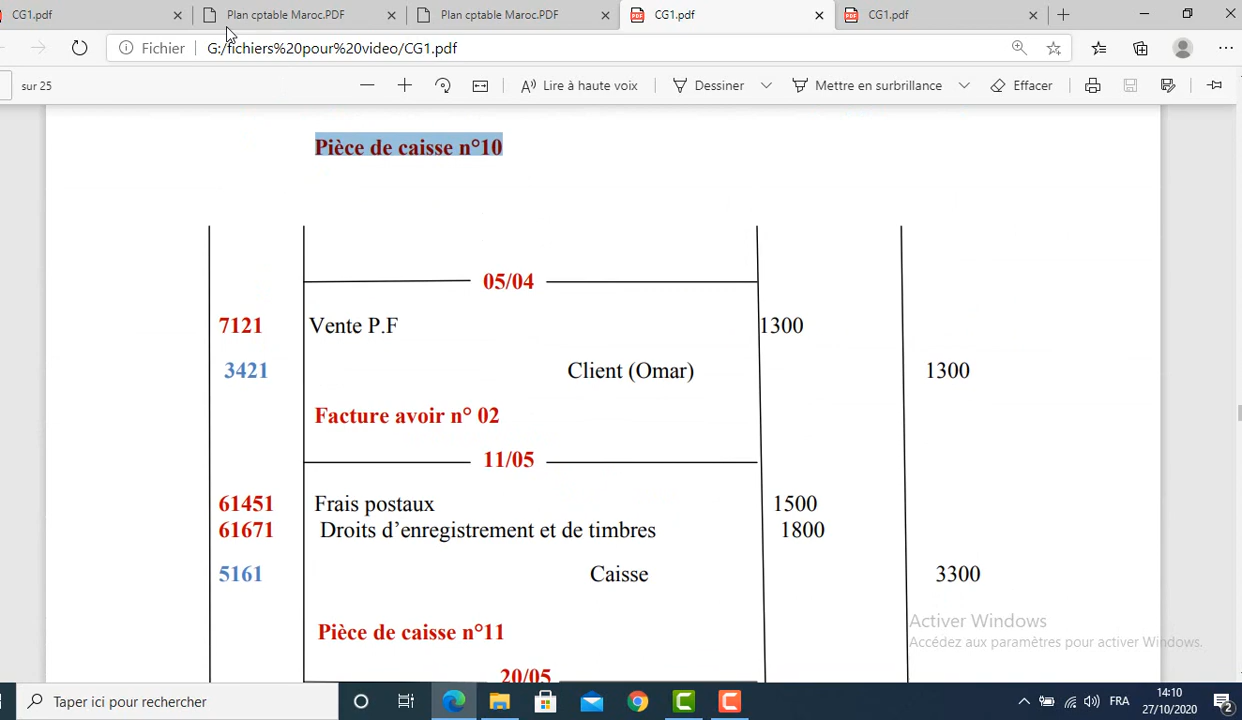 CG1.pdf
Plan cptable Maroc.PDF
Plan cptable Maroc.PDF
CG1.pdf
CG1.pdf
Fichier
G:/fichiers%20pour%20video/CG1.pdf
sur 25
Lire à haute voix
Dessiner
Mettre en surbrillance
Effacer
Pièce de caisse n°10
05/04
7121 Vente P.F 1300
3421 Client (Omar) 1300
Facture avoir n° 02
11/05
61451 Frais postaux 1500
61671 Droits d’enregistrement et de timbres 1800
5161 Caisse 3300
Pièce de caisse n°11
20/05
Activer Windows
Accédez aux paramètres pour activer Windows.
Taper ici pour rechercher
FRA
14:10
27/10/2020
2